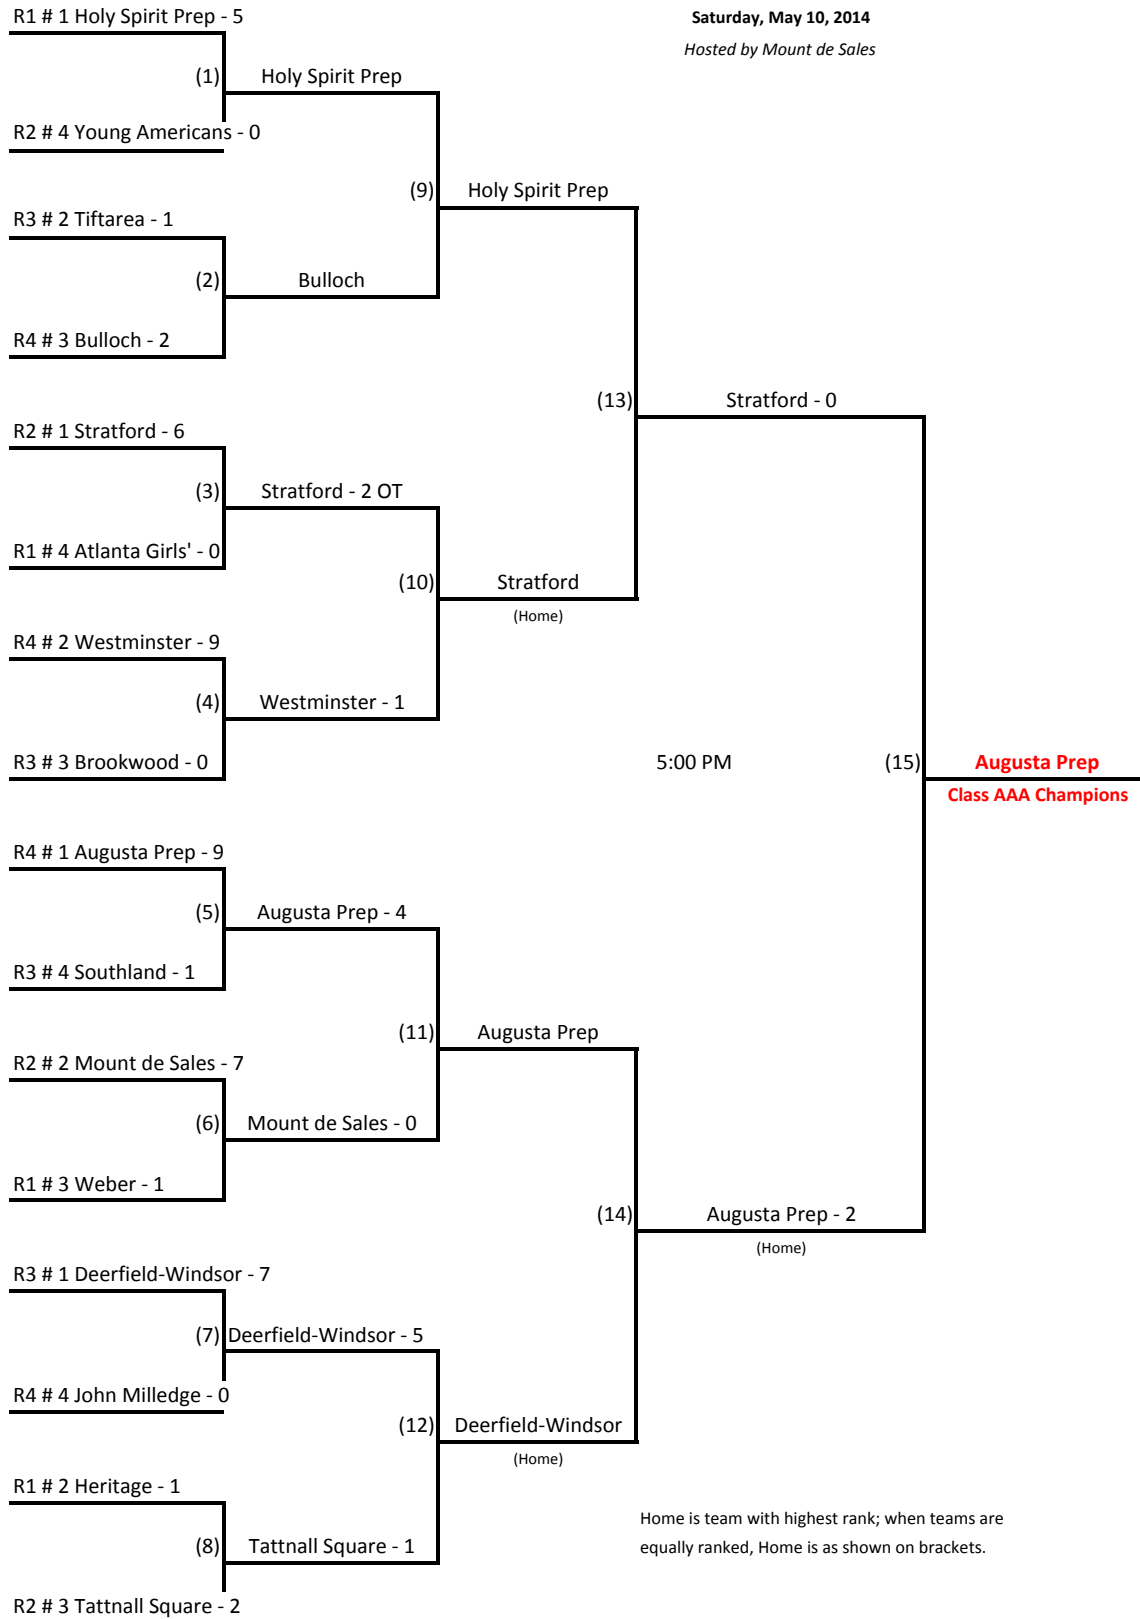 R1 # 1 Holy Spirit Prep - 5
Saturday, May 10, 2014
Hosted by Mount de Sales
(1)
Holy Spirit Prep
R2 # 4 Young Americans - 0
(9)
Holy Spirit Prep
R3 # 2 Tiftarea - 1
(2)
Bulloch
R4 # 3 Bulloch - 2
(13)
Stratford - 0
R2 # 1 Stratford - 6
(3)
Stratford - 2 OT
R1 # 4 Atlanta Girls' - 0
(10)
Stratford
(Home)
R4 # 2 Westminster - 9
(4)
Westminster - 1
R3 # 3 Brookwood - 0
5:00 PM
(15)
Augusta Prep
Class AAA Champions
R4 # 1 Augusta Prep - 9
(5)
Augusta Prep - 4
R3 # 4 Southland - 1
(11)
Augusta Prep
R2 # 2 Mount de Sales - 7
(6)
Mount de Sales - 0
R1 # 3 Weber - 1
(14)
Augusta Prep - 2
(Home)
R3 # 1 Deerfield-Windsor - 7
(7)
Deerfield-Windsor - 5
R4 # 4 John Milledge - 0
(12)
Deerfield-Windsor
(Home)
R1 # 2 Heritage - 1
Home is team with highest rank; when teams are
equally ranked, Home is as shown on brackets.
(8)
Tattnall Square - 1
R2 # 3 Tattnall Square - 2